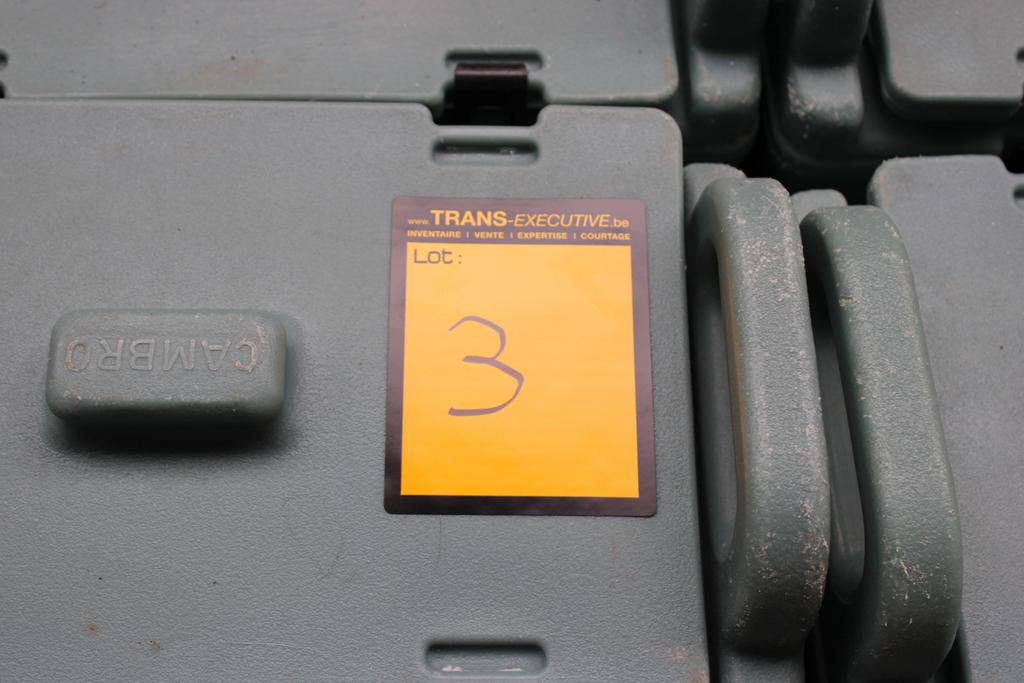 www.TRANS-EXECUTIVE.be
INVENTAIRE I VENTE I EXPERTISE I COURTAGE
Lot:
3
CAMBRO